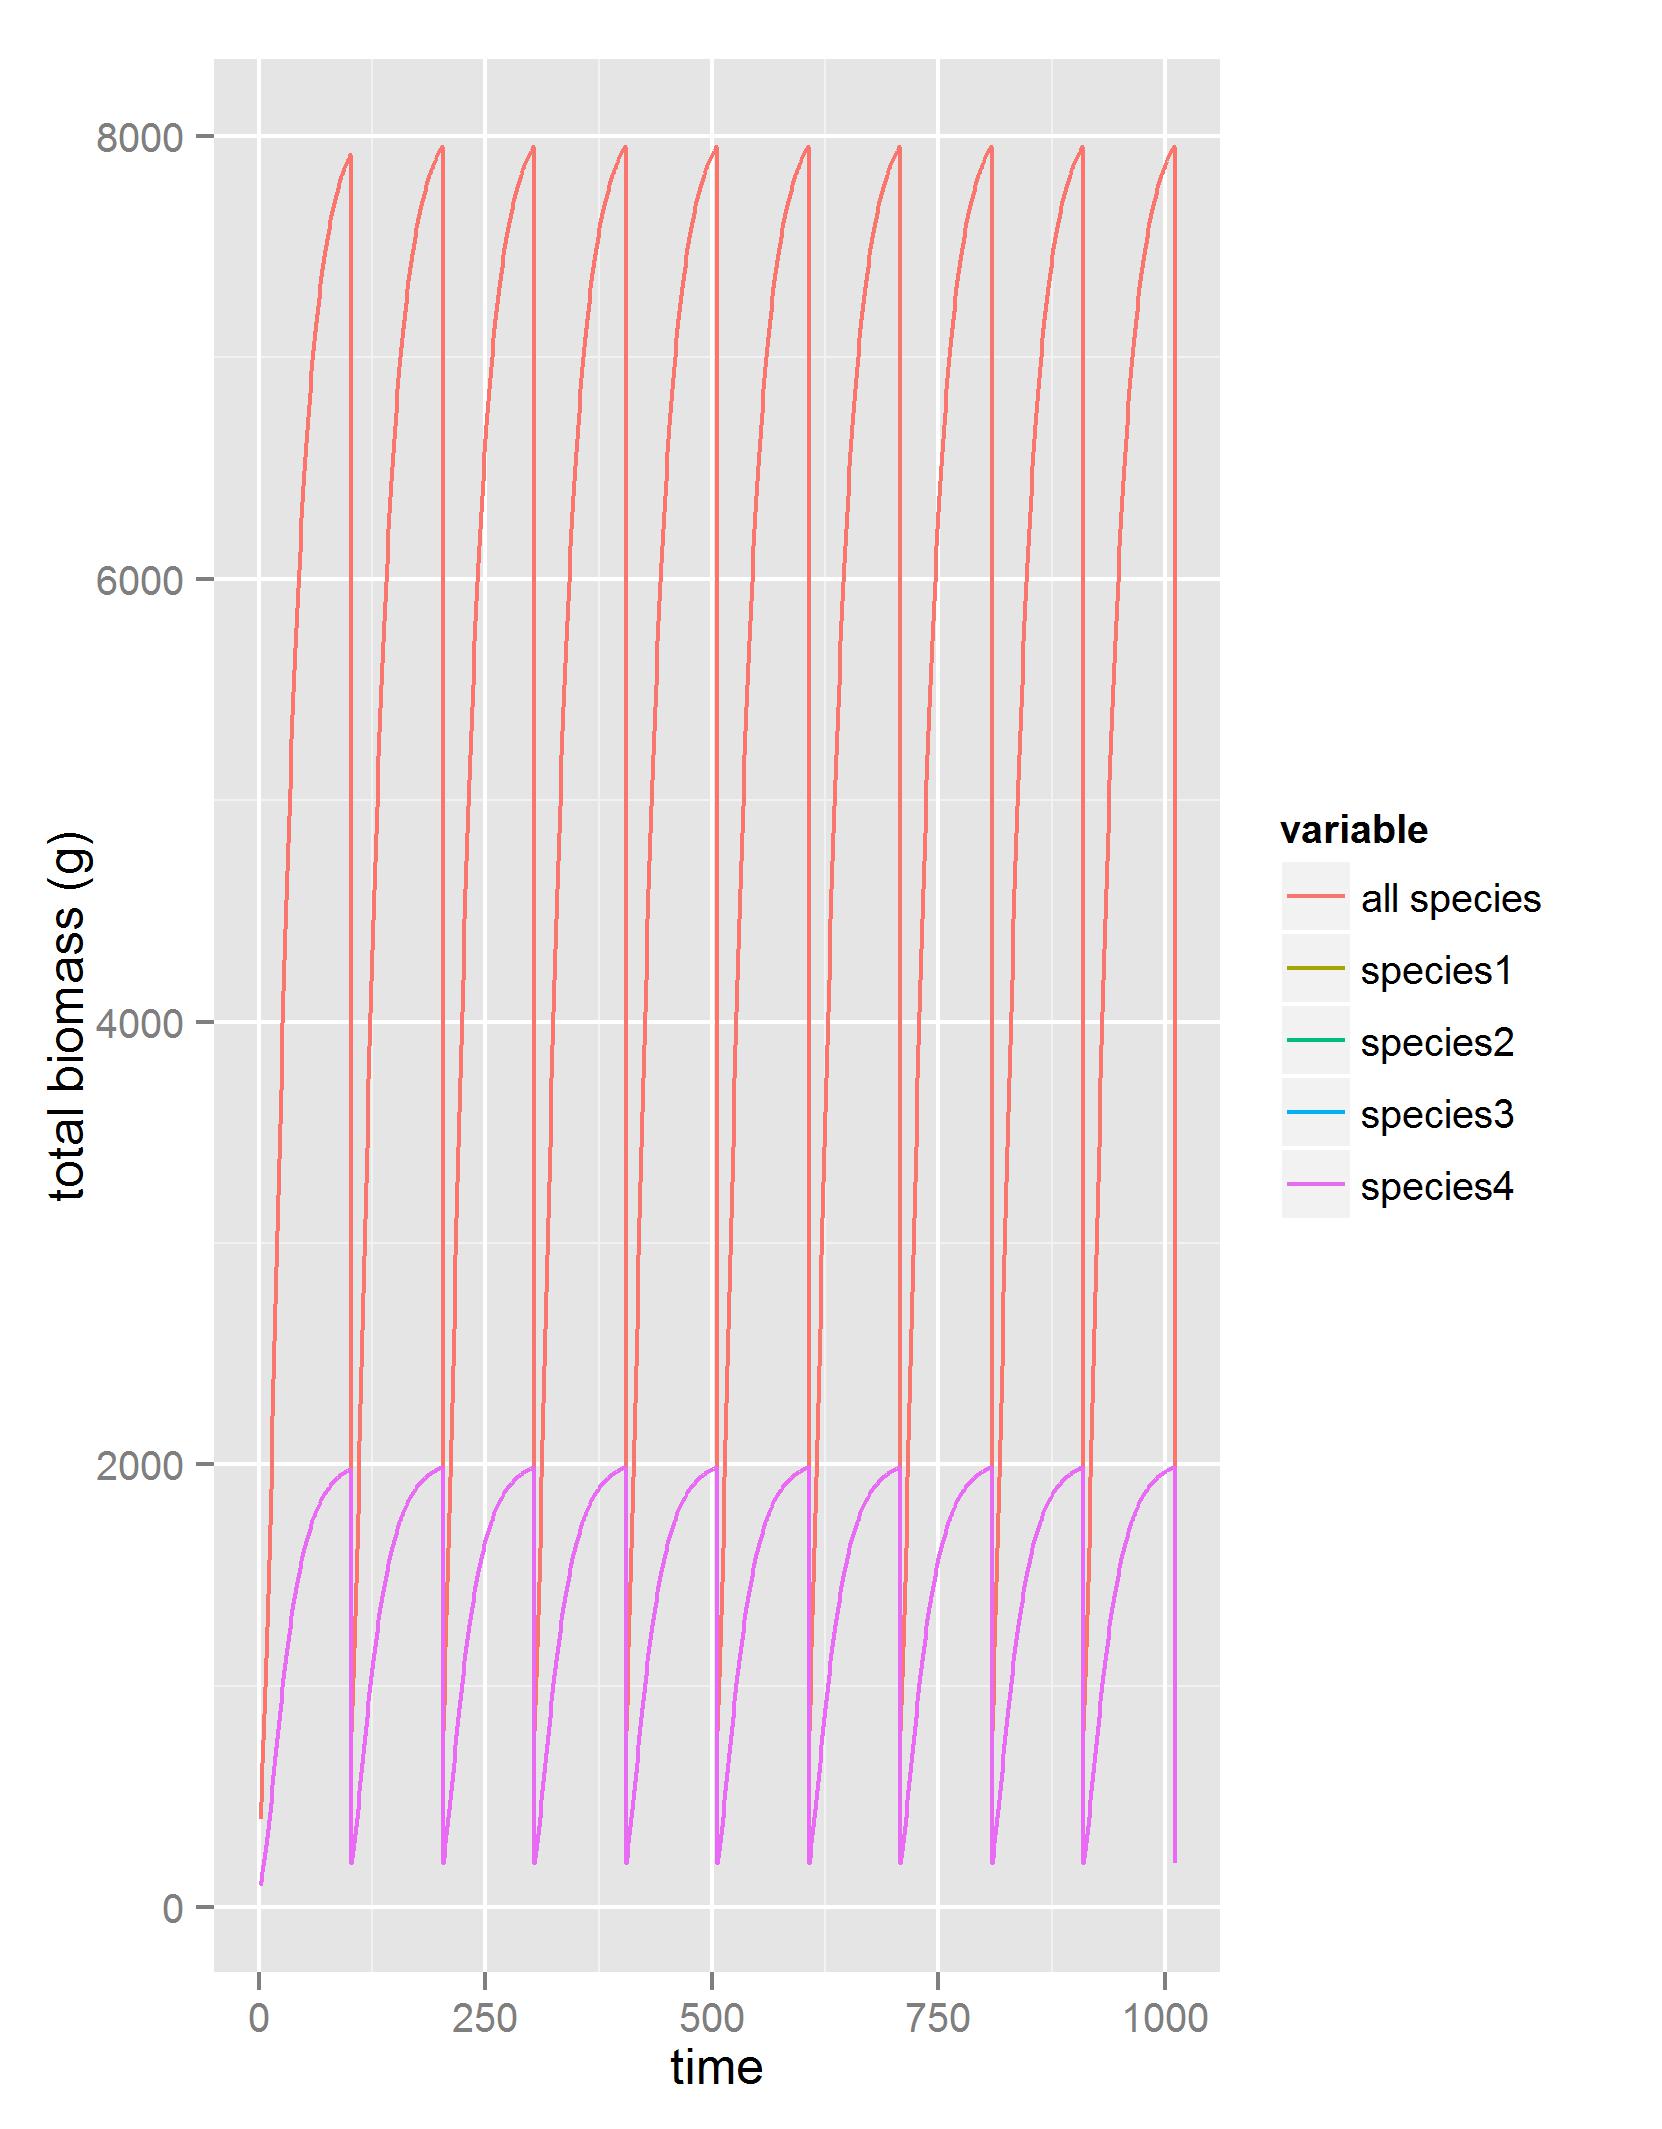 8000
6000
4000
2000
0
total biomass (g)
0 250 500 750 1000
time
variable
all species
species1
species2
species3
species4